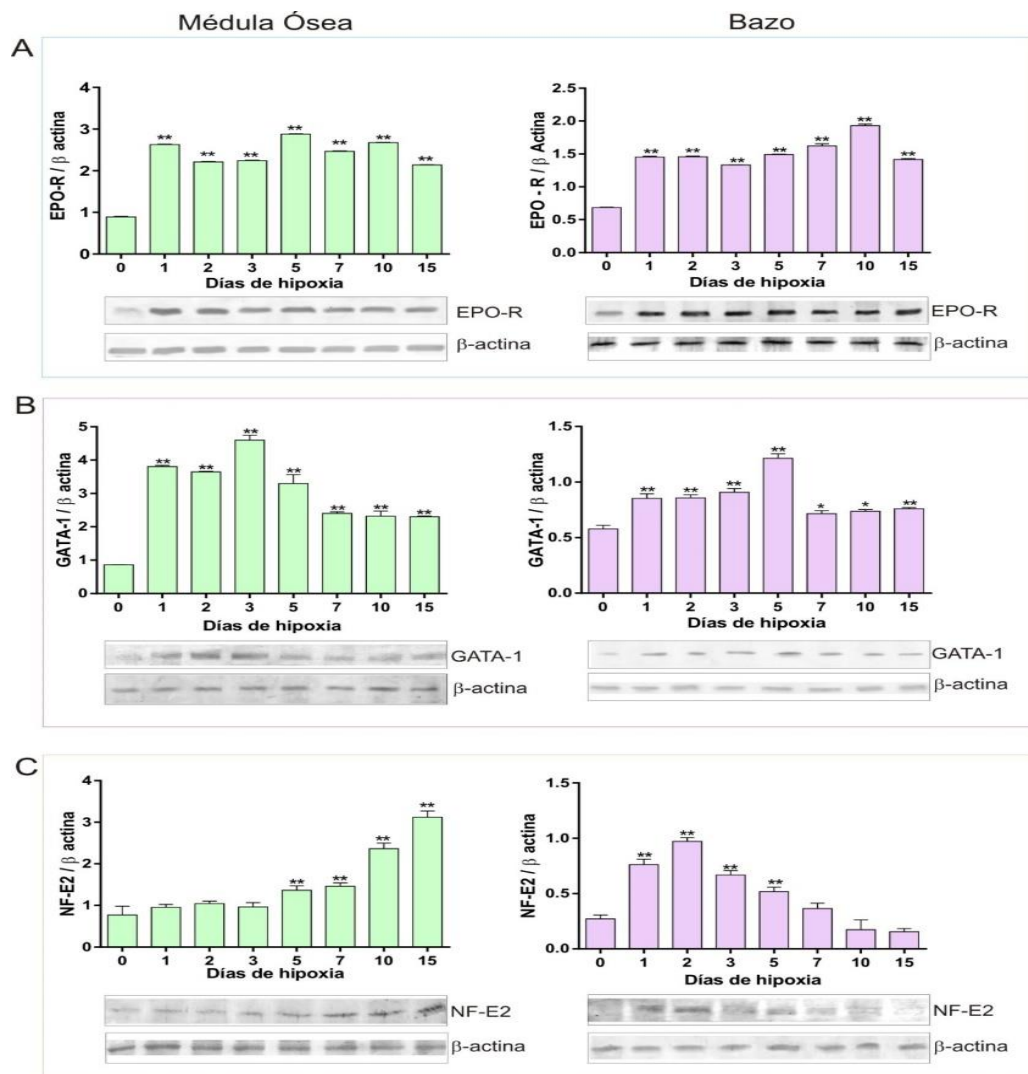 Médula Ósea
Bazo
A
EPO-R / β actina
4
3
2
1
0
** ** ** ** ** ** **
0 1 2 3 5 7 10 15
Días de hipoxia
EPO-R
β-actina
EPO - R / β Actina
2.0
1.5
1.0
0.5
0.0
** ** ** ** ** ** **
0 1 2 3 5 7 10 15
Días de hipoxia
EPO-R
β-actina
B
GATA-1 / β actina
5
4
3
2
1
0
** ** ** ** ** ** **
0 1 2 3 5 7 10 15
Días de hipoxia
GATA-1
β-actina
GATA-1 / β actina
1.5
1.0
0.5
0.0
** ** ** ** * * **
0 1 2 3 5 7 10 15
Días de hipoxia
GATA-1
β-actina
C
NF-E2 / β actina
4
3
2
1
0
** ** ** **
0 1 2 3 5 7 10 15
Días de hipoxia
NF-E2
β-actina
NF-E2 / β actina
1.5
1.0
0.5
0.0
** ** ** **
0 1 2 3 5 7 10 15
Días de hipoxia
NF-E2
β-actina